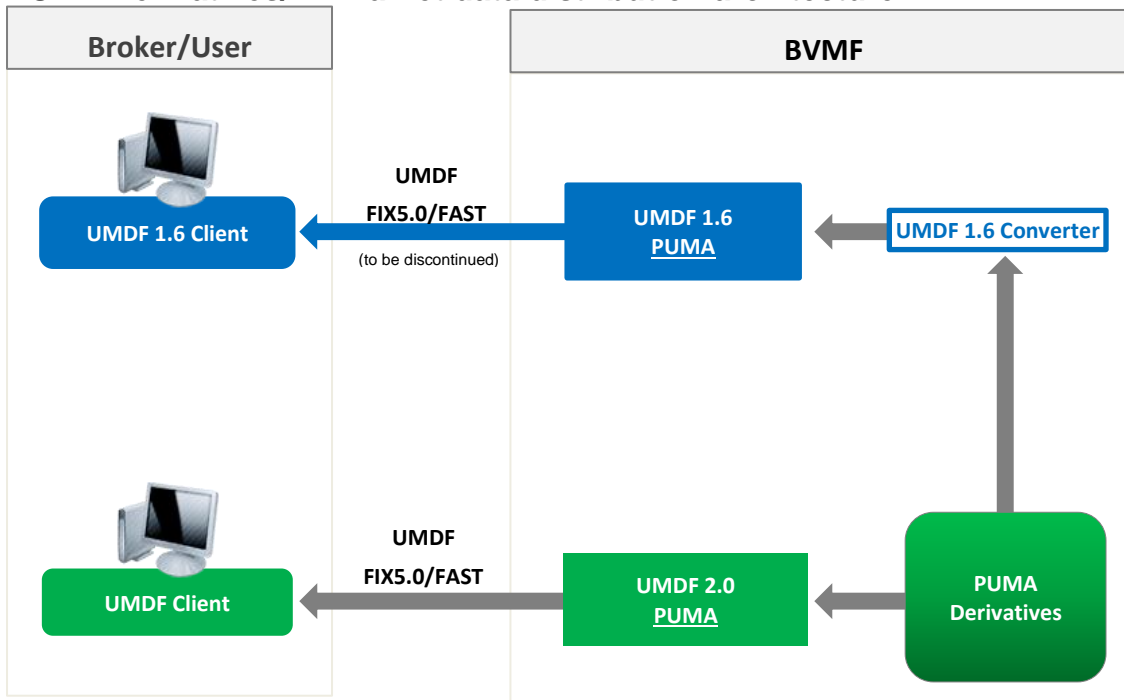 Broker/User
BVMF
UMDF
FIX5.0/FAST
(to be discontinued)
UMDF 1.6 Client
UMDF 1.6
PUMA
UMDF 1.6 Converter
UMDF
FIX5.0/FAST
UMDF Client
UMDF 2.0
PUMA
PUMA
Derivatives